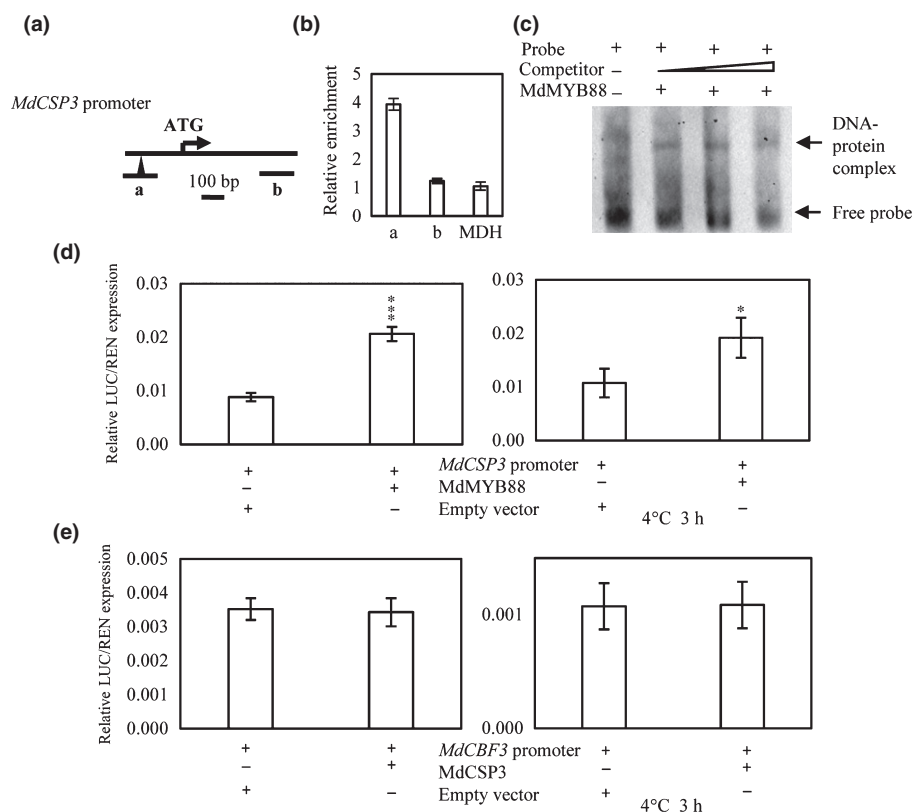 (a)
MdCSP3 promoter
ATG
a
100 bp
b
(b)
Relative enrichment
5
4
3
2
1
0
a b MDH
(c)
Probe + + + +
Competitor –
MdMYB88 – + + +
DNA-
protein
complex
Free probe
(d)
Relative LUC/REN expression
0.03
0.02
0.01
0.00
***
0.03
0.02
0.01
0.00
*
+ + MdCSP3 promoter + +
– + MdMYB88 – +
+ – Empty vector + –
4°C 3 h
(e)
Relative LUC/REN expression
0.005
0.004
0.003
0.002
0.001
0.000
0.001
0.000
+ + MdCBF3 promoter + +
– + MdCSP3 – +
+ – Empty vector + –
4°C 3 h